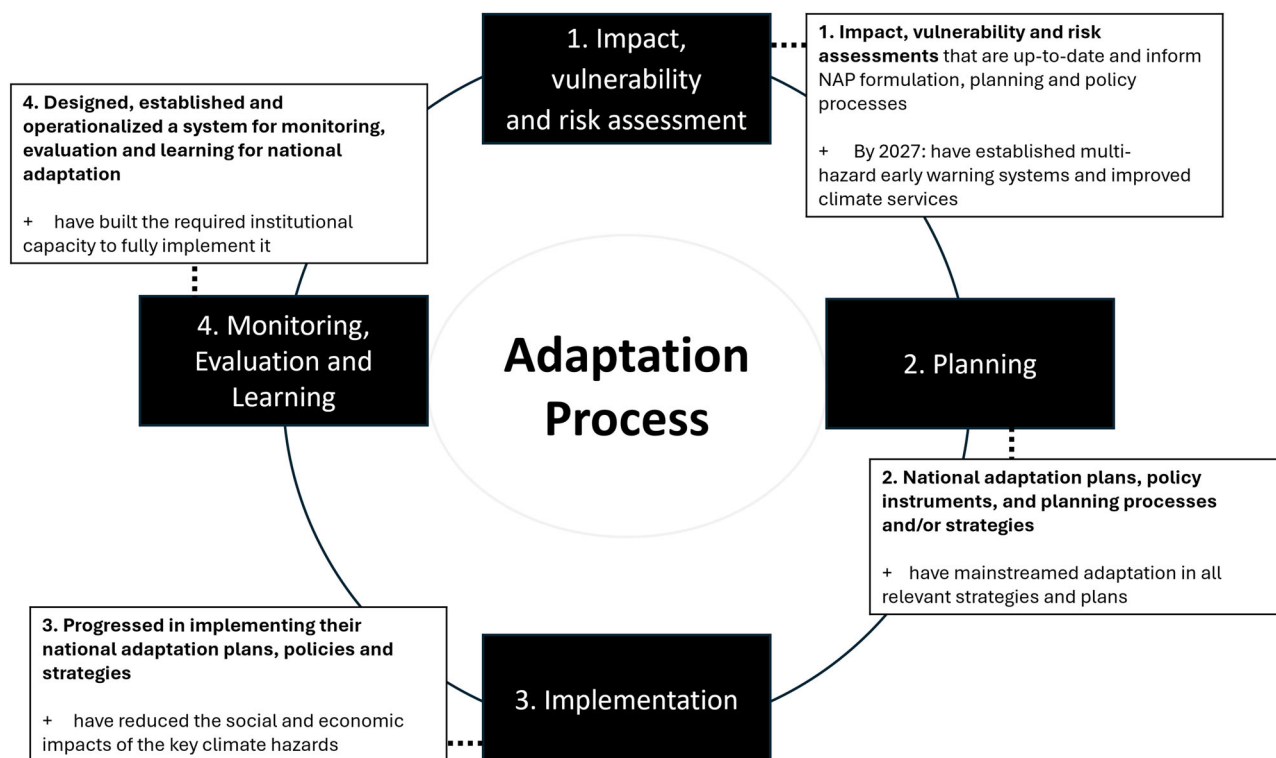 1. Impact,
vulnerability
and risk assessment
1. Impact, vulnerability and risk
assessments that are up-to-date and inform
NAP formulation, planning and policy
processes
+ By 2027: have established multi-
hazard early warning systems and improved
climate services
4. Designed, established and
operationalized a system for monitoring,
evaluation and learning for national
adaptation
+ have built the required institutional
capacity to fully implement it
4. Monitoring,
Evaluation and
Learning
Adaptation
Process
2. Planning
2. National adaptation plans, policy
instruments, and planning processes
and/or strategies
+ have mainstreamed adaptation in all
relevant strategies and plans
3. Progressed in implementing their
national adaptation plans, policies and
strategies
+ have reduced the social and economic
impacts of the key climate hazards
3. Implementation